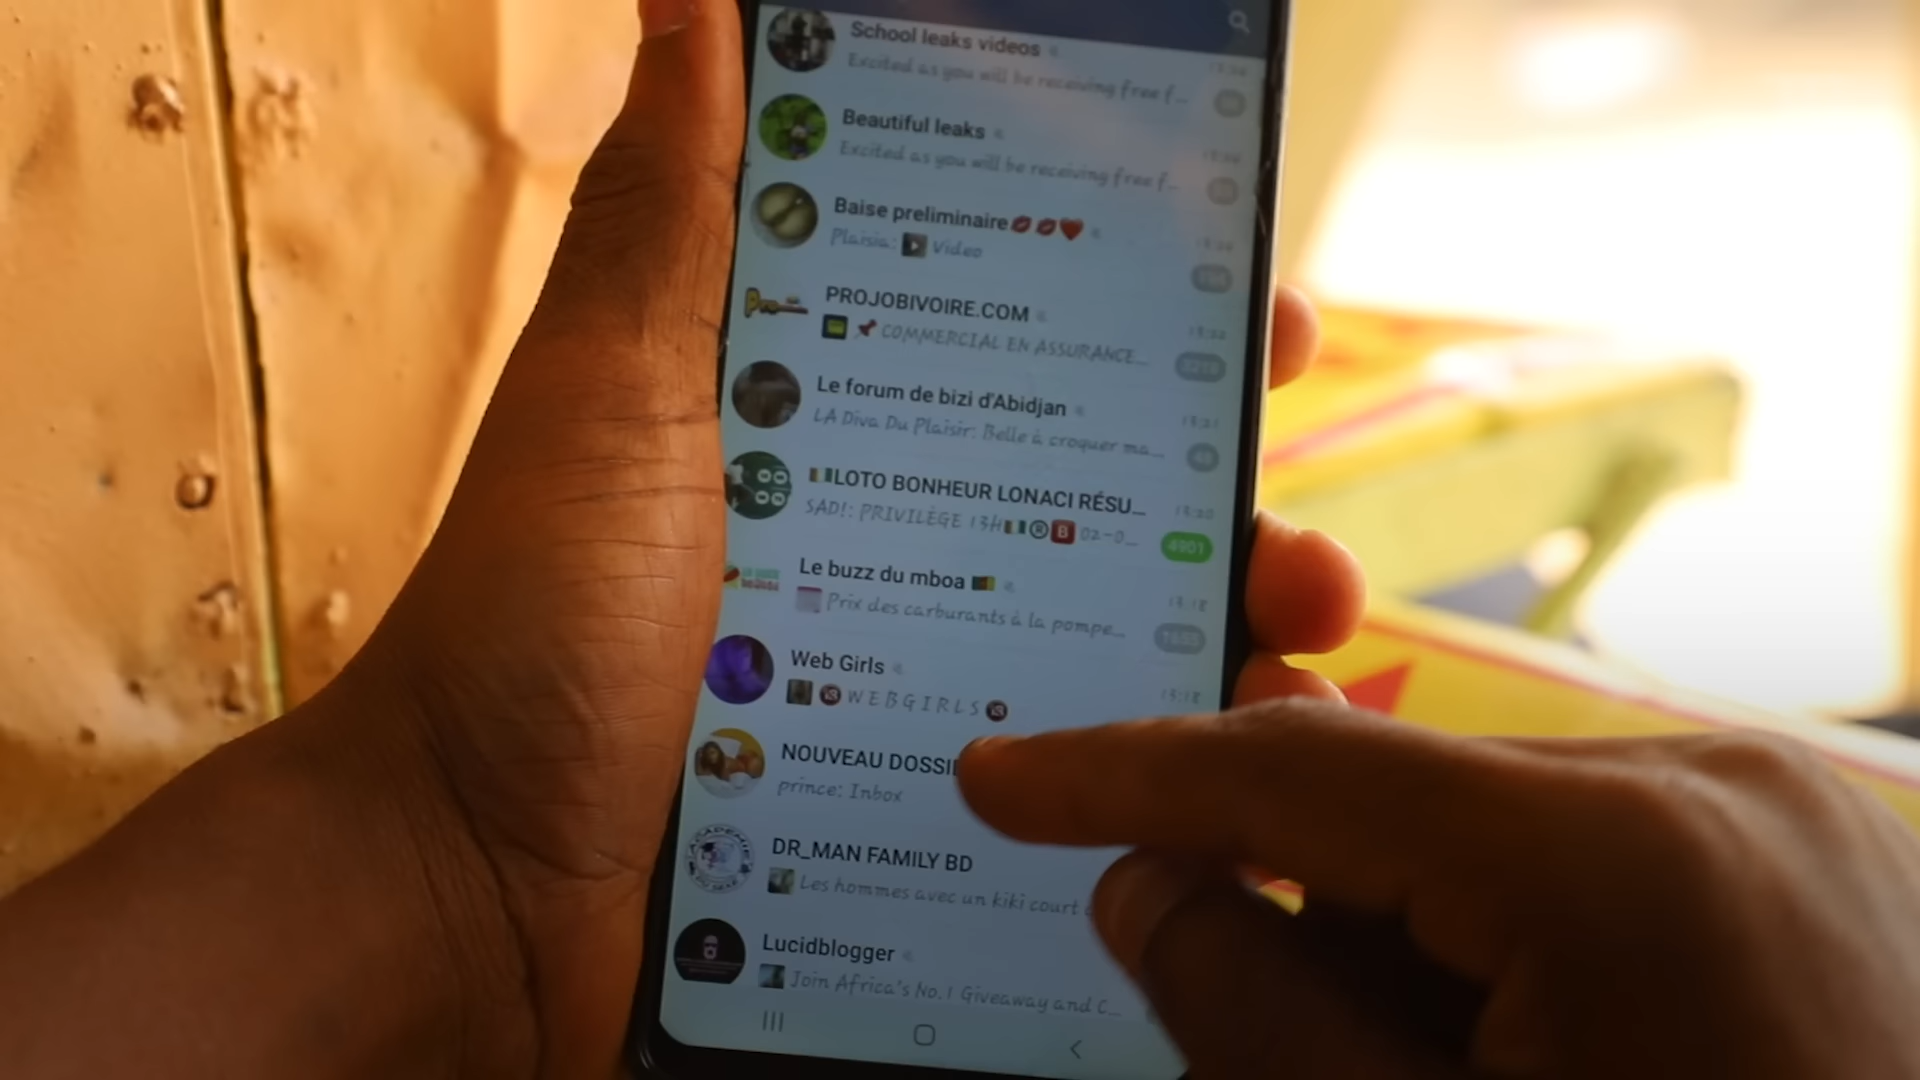 School leaks videos
Excited as you will be receiving free f...
Beautiful leaks
Excited as you will be receiving free f...
Baise preliminaire💋💋❤️
Plaisia: Video
PROJOBIVOIRE.COM
📌 COMMERCIAL EN ASSURANCE...
Le forum de bizi d'Abidjan
LA Diva Du Plaisir: Belle à croquer ma...
🇨🇮LOTO BONHEUR LONACI RÉSU...
SAD!: PRIVILÈGE 13H🇨🇮®️🅱️ 02-0...
4901
Le buzz du mboa 🇨🇲
Prix des carburants à la pompe...
Web Girls
🔞 W E B G I R L S 🔞
NOUVEAU DOSSI
prince: Inbox
DR_MAN FAMILY BD
Les hommes avec un kiki court
Lucidblogger
Join Africa's No.1 Giveaway and C...